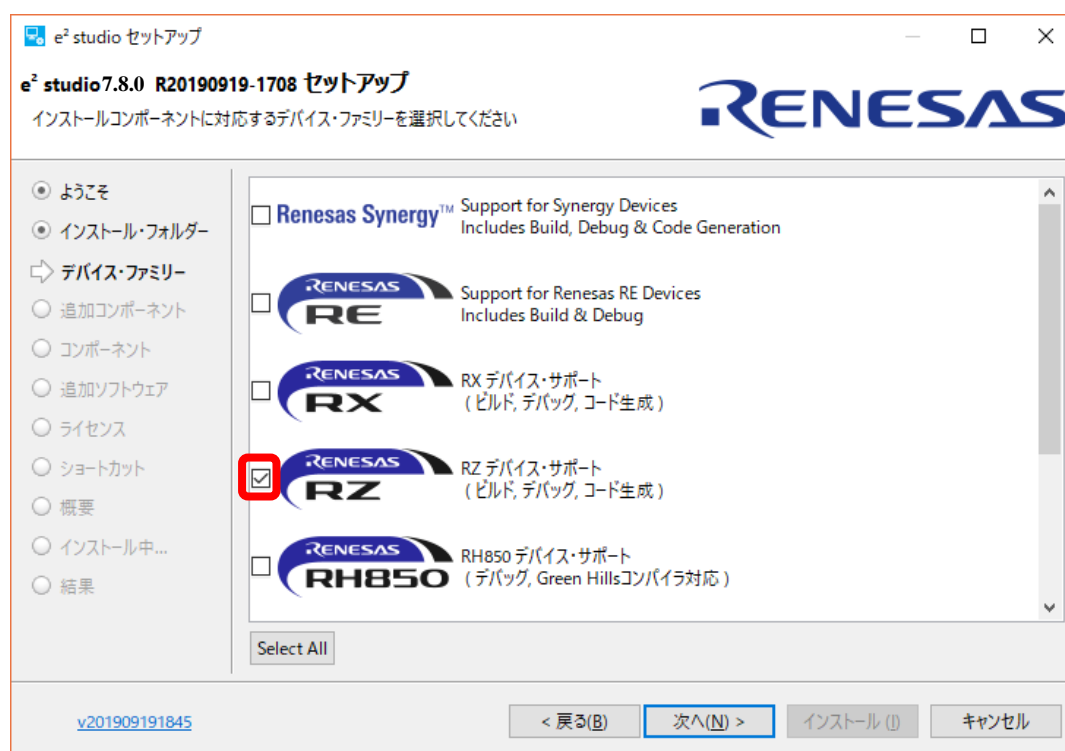 e² studio セットアップ
e² studio7.8.0 R20190919-1708 セットアップ
インストールコンポーネントに対応するデバイス・ファミリーを選択してください
RENESAS
ようこそ
インストール・フォルダー
デバイス・ファミリー
追加コンポーネント
コンポーネント
追加ソフトウェア
ライセンス
ショートカット
概要
インストール中...
結果
Renesas Synergy™
Support for Synergy Devices
Includes Build, Debug & Code Generation
RENESAS
RE
Support for Renesas RE Devices
Includes Build & Debug
RENESAS
RX
RX デバイス・サポート
( ビルド, デバッグ, コード生成 )
RENESAS
RZ
RZ デバイス・サポート
( ビルド, デバッグ, コード生成 )
RENESAS
RH850
RH850 デバイス・サポート
( デバッグ, Green Hillsコンパイラ対応 )
Select All
v201909191845
< 戻る(B)
次へ(N) >
インストール (I)
キャンセル